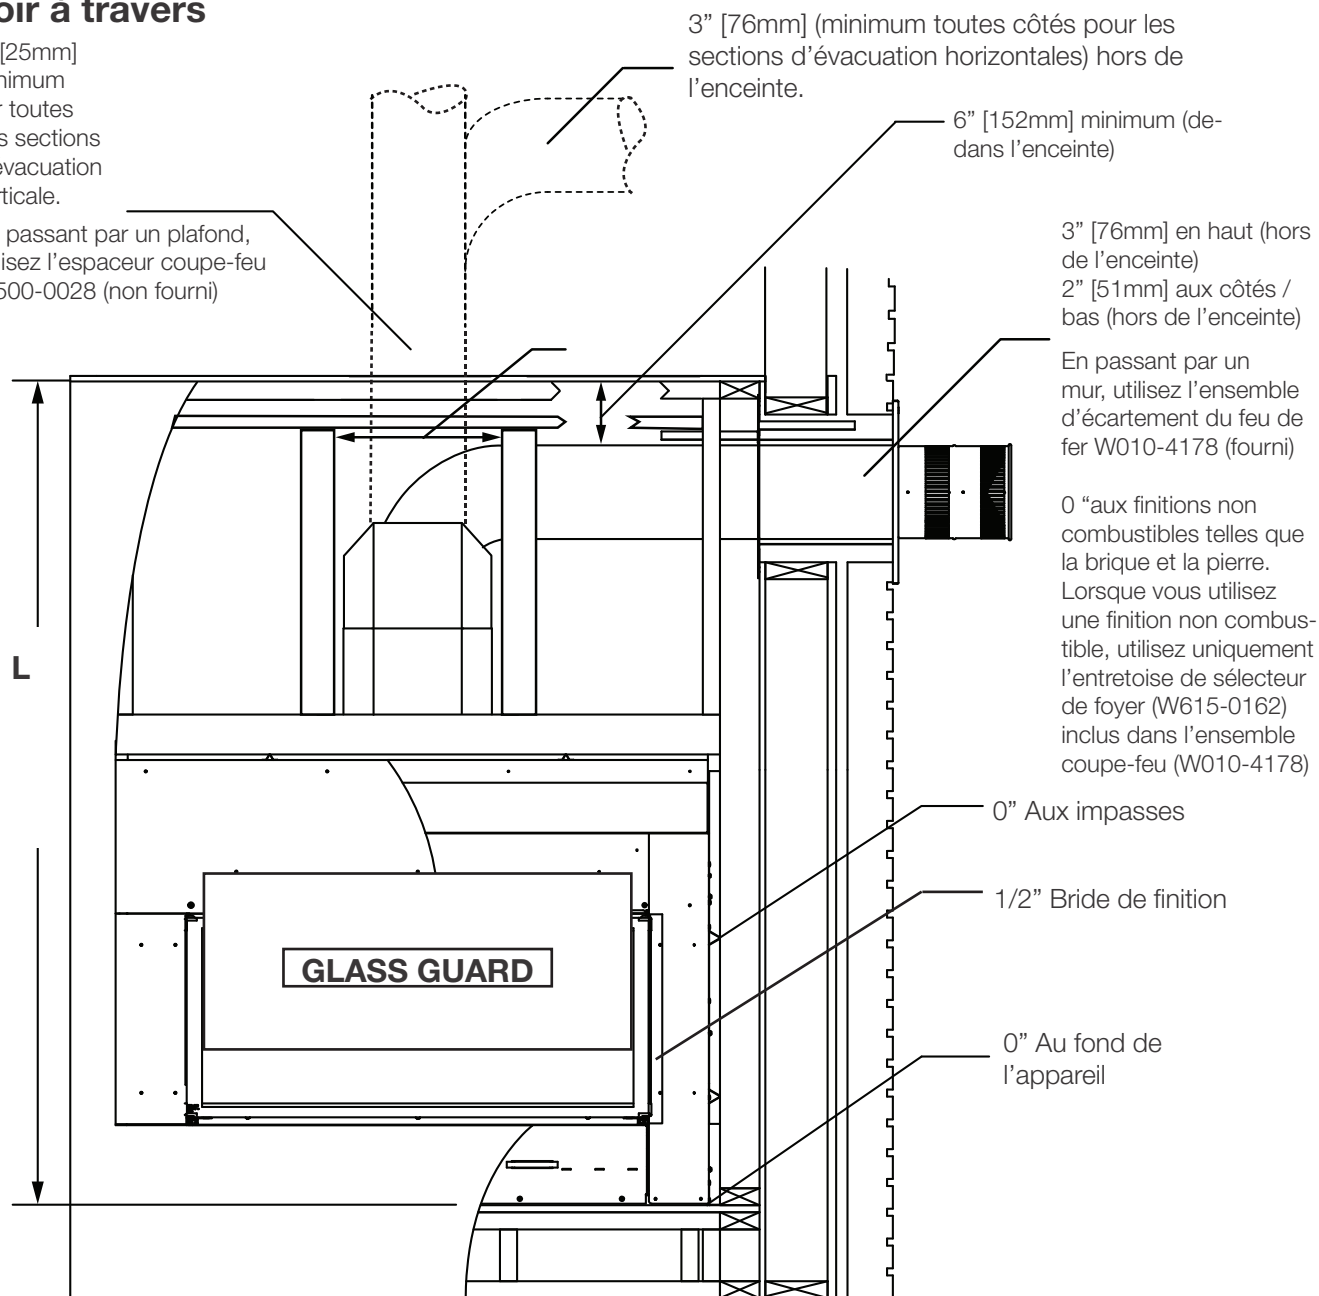 oir à travers
[25mm]
nimum
r toutes
s sections
évacuation
rticale.
passant par un plafond,
lisez l’espaceur coupe-feu
500-0028 (non fourni)
3” [76mm] (minimum toutes côtés pour les
sections d’évacuation horizontales) hors de
l’enceinte.
6” [152mm] minimum (de-
dans l’enceinte)
3” [76mm] en haut (hors
de l’enceinte)
2” [51mm] aux côtés /
bas (hors de l’enceinte)
En passant par un
mur, utilisez l’ensemble
d’écartement du feu de
fer W010-4178 (fourni)
0 “aux finitions non
combustibles telles que
la brique et la pierre.
Lorsque vous utilisez
une finition non combus-
tible, utilisez uniquement
l’entretoise de sélecteur
de foyer (W615-0162)
inclus dans l’ensemble
coupe-feu (W010-4178)
L
0” Aux impasses
1/2” Bride de finition
GLASS GUARD
0” Au fond de
l’appareil